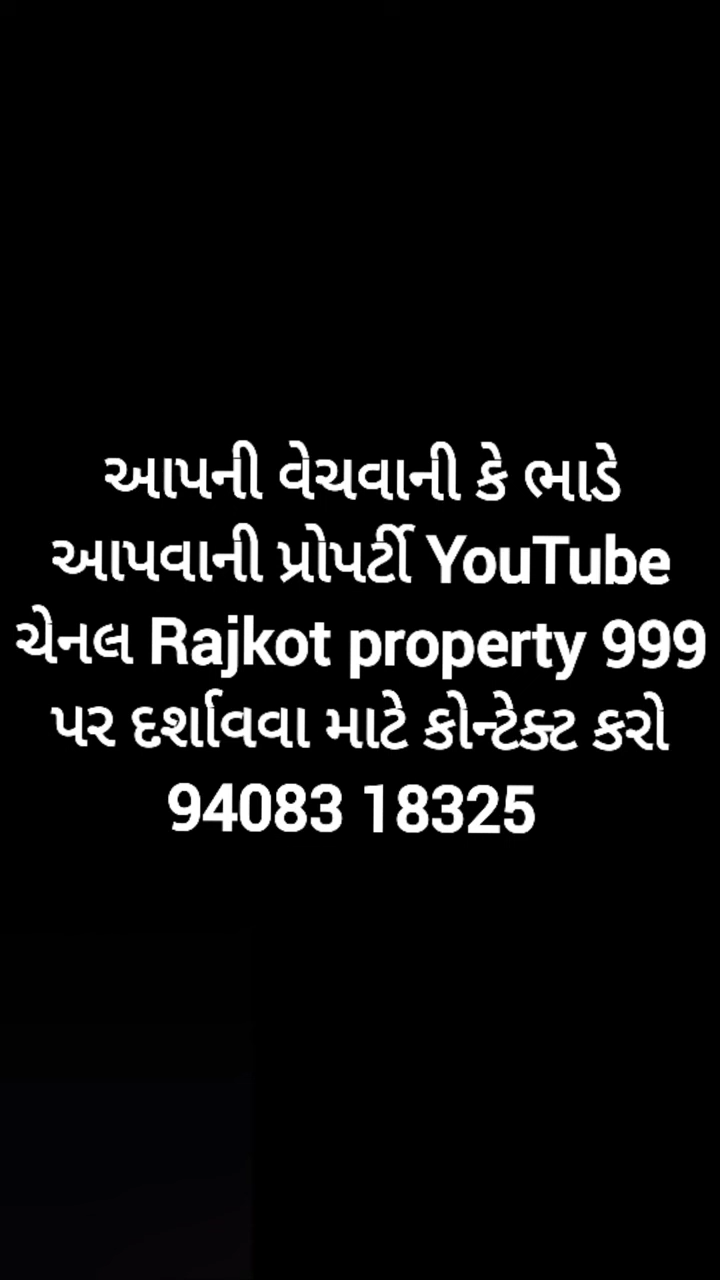 આપની વેચવાની કે ભાડે
આપવાની પ્રોપર્ટી YouTube
ચેનલ Rajkot property 999
પર દર્શાવવા માટે કોન્ટેક્ટ કરો
94083 18325